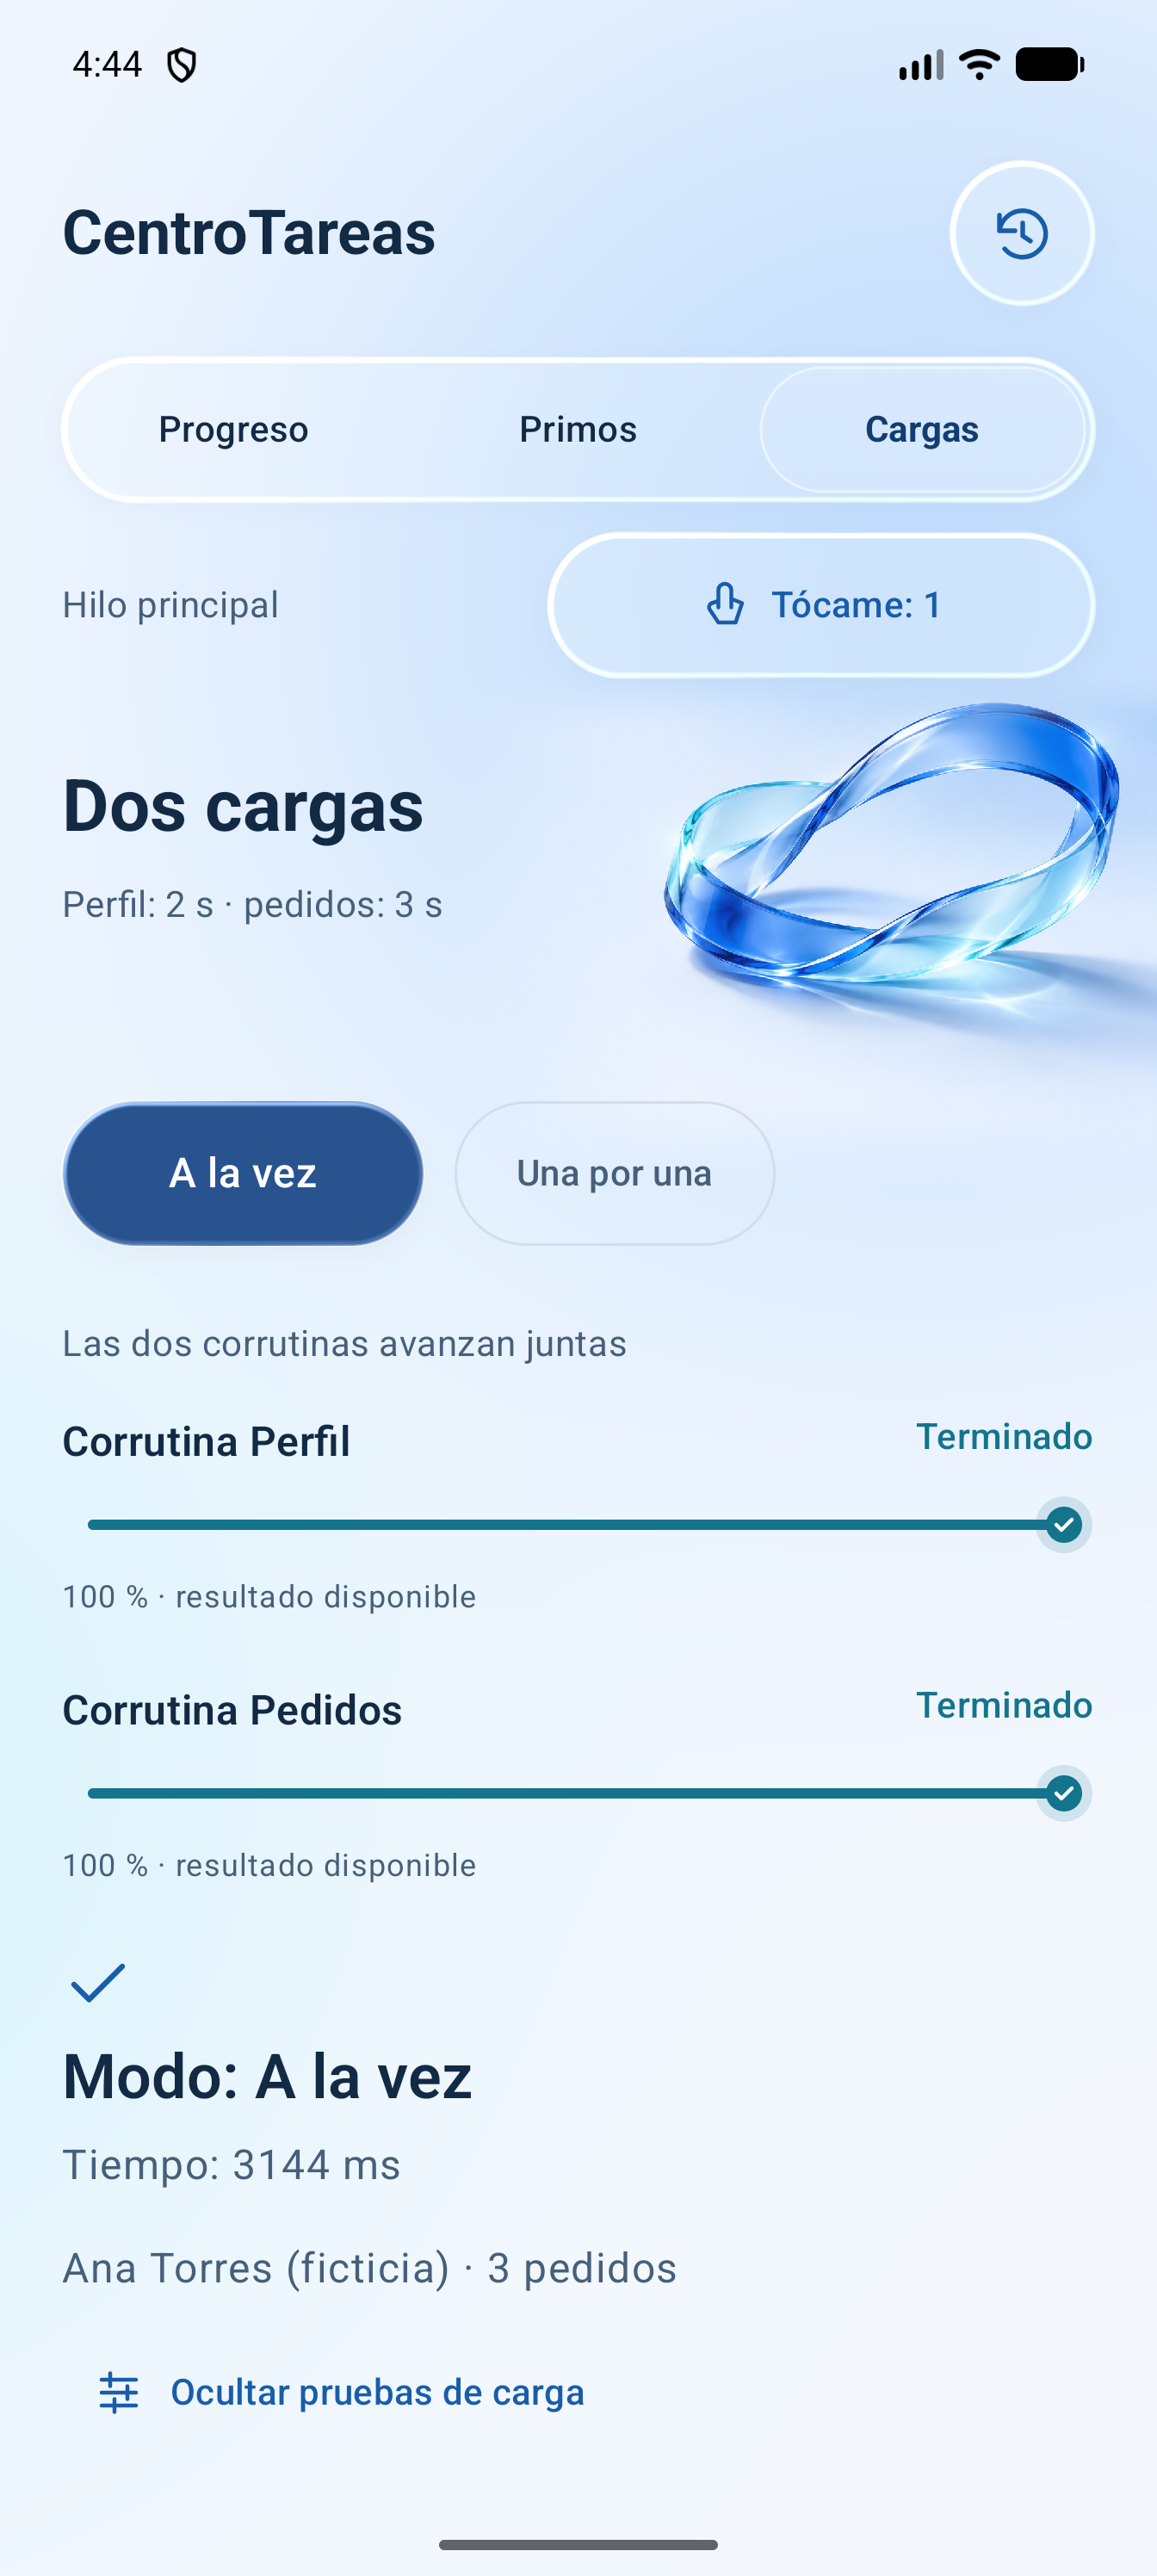 4:44
CentroTareas
Progreso Primos Cargas
Hilo principal Tócame: 1
Dos cargas
Perfil: 2 s · pedidos: 3 s
A la vez Una por una
Las dos corrutinas avanzan juntas
Corrutina Perfil Terminado
100 % · resultado disponible
Corrutina Pedidos Terminado
100 % · resultado disponible
Modo: A la vez
Tiempo: 3144 ms
Ana Torres (ficticia) · 3 pedidos
Ocultar pruebas de carga